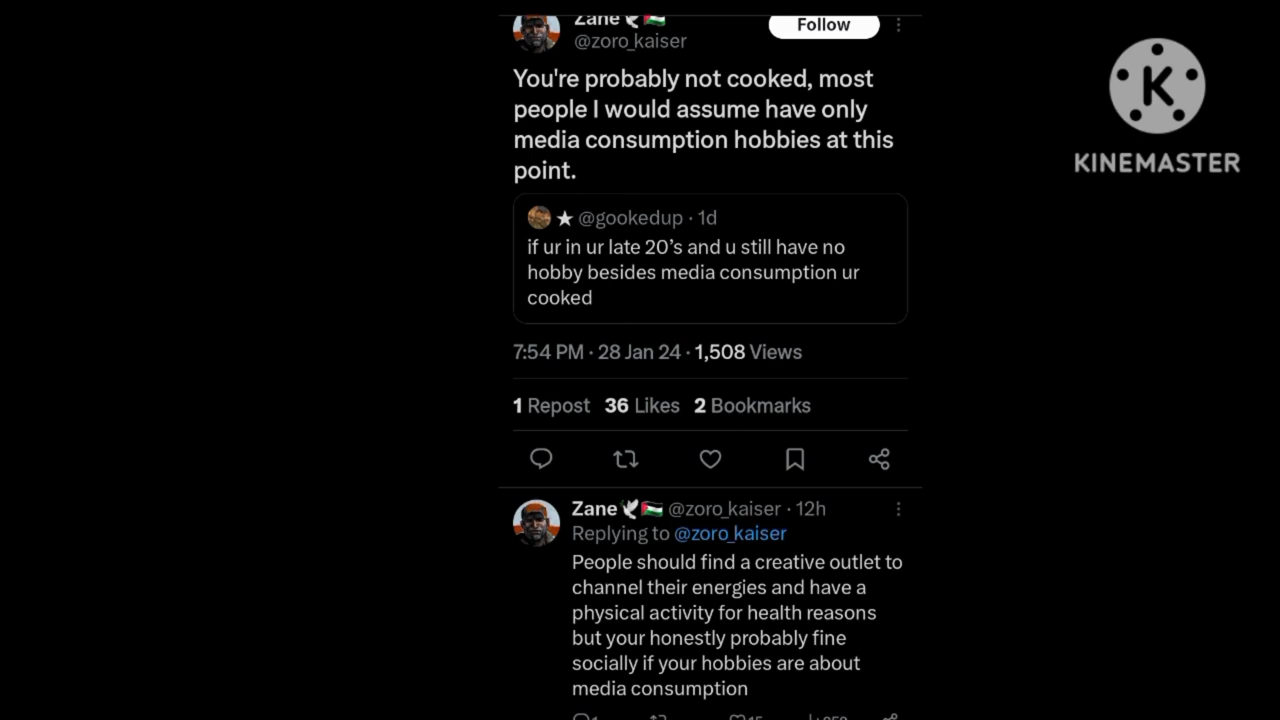 Zane
Follow
@zoro_kaiser
You're probably not cooked, most
people I would assume have only
media consumption hobbies at this
point.
@gookedup · 1d
if ur in ur late 20's and u still have no
hobby besides media consumption ur
cooked
7:54 PM · 28 Jan 24 · 1,508 Views
1 Repost 36 Likes 2 Bookmarks
Zane @zoro_kaiser · 12h
Replying to @zoro_kaiser
People should find a creative outlet to
channel their energies and have a
physical activity for health reasons
but your honestly probably fine
socially if your hobbies are about
media consumption
K
KINEMASTER